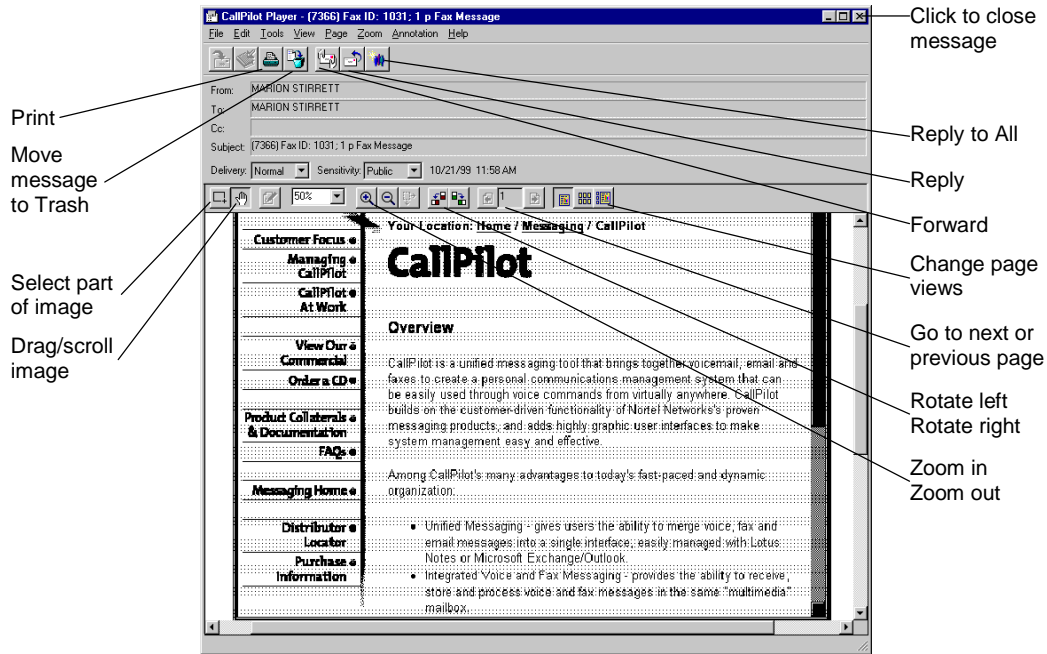 CallPilot Player - (7366) Fax ID: 1031; 1 p Fax Message
File Edit Tools View Page Zoom Annotation Help
From: MARION STIRRETT
To: MARION STIRRETT
Cc:
Subject: (7366) Fax ID: 1031; 1 p Fax Message
Delivery: Normal Sensitivity: Public 10/21/99 11:58 AM
50% 1
Click to close
message
Print
Move
message
to Trash
Select part
of image
Drag/scroll
image
Reply to All
Reply
Forward
Change page
views
Go to next or
previous page
Rotate left
Rotate right
Zoom in
Zoom out
Customer Focus
Managing
CallPilot
CallPilot
At Work
View Our
Commercial
Order a CD
Product Collaterals
& Documentation
FAQs
Messaging Home
Distributor
Locator
Purchase
Information
Your Location: Home / Messaging / CallPilot
CallPilot
Overview
CallPilot is a unified messaging tool that brings together voicemail, email and
faxes to create a personal communications management system that can
be easily used through voice commands from virtually anywhere. CallPilot
builds on the customer-driven functionality of Nortel Networks's proven
messaging products, and adds highly graphic user interfaces to make
system management easy and effective.
Among CallPilot's many advantages to today's fast-paced and dynamic
organization:
• Unified Messaging - gives users the ability to merge voice, fax and
email messages into a single interface, easily managed with Lotus
Notes or Microsoft Exchange/Outlook.
• Integrated Voice and Fax Messaging - provides the ability to receive,
store and process voice and fax messages in the same "multimedia"
mailbox.